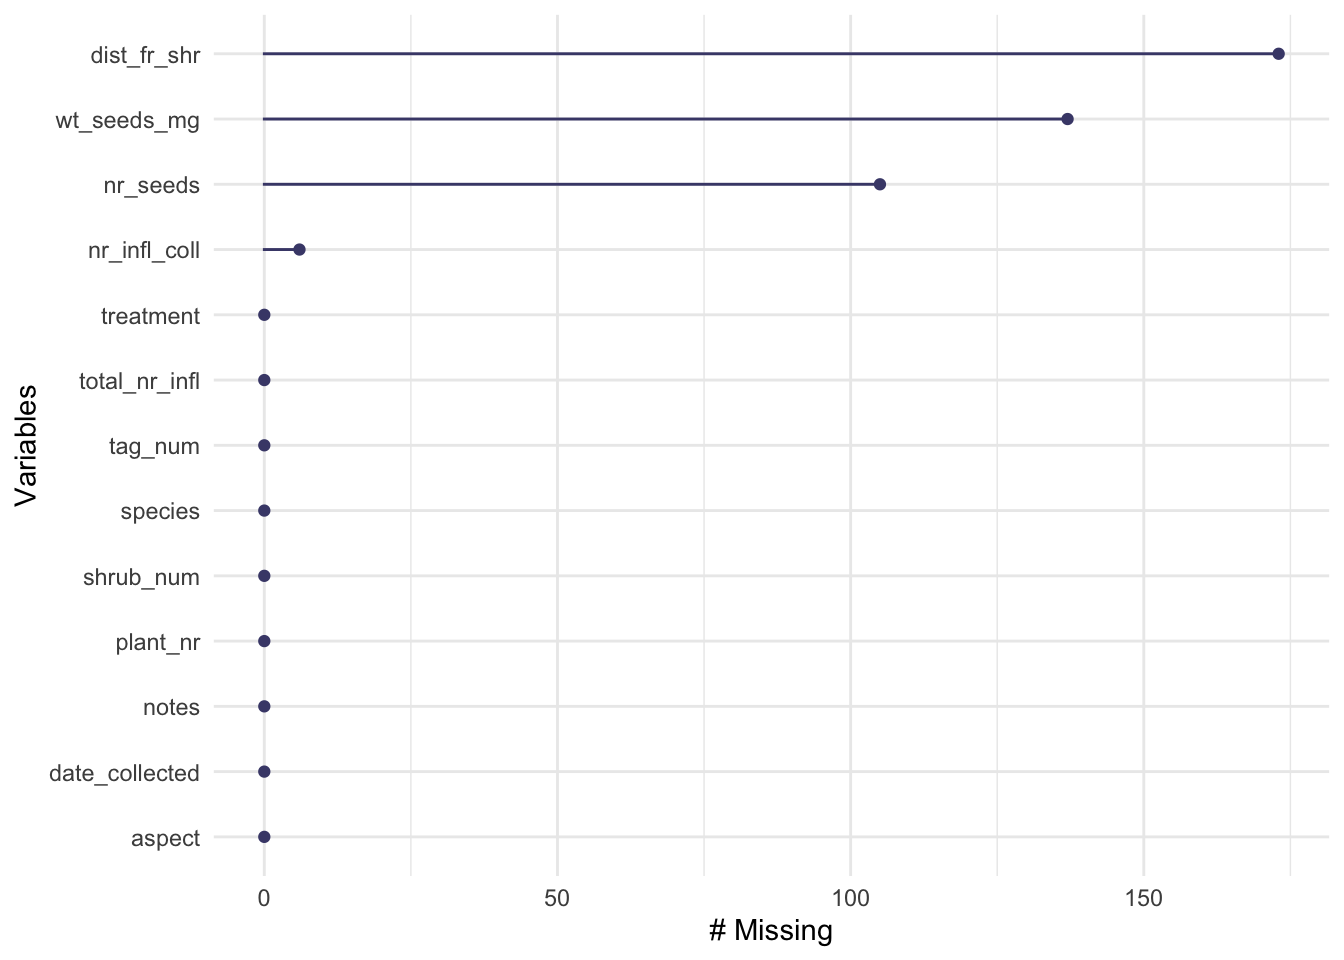 dist_fr_shr
wt_seeds_mg
nr_seeds
nr_infl_coll
treatment
total_nr_infl
tag_num
species
shrub_num
plant_nr
notes
date_collected
aspect
Variables
0 50 100 150
# Missing